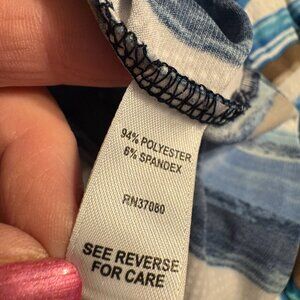 94% POLYESTER
6% SPANDEX
RN37080
SEE REVERSE
FOR CARE